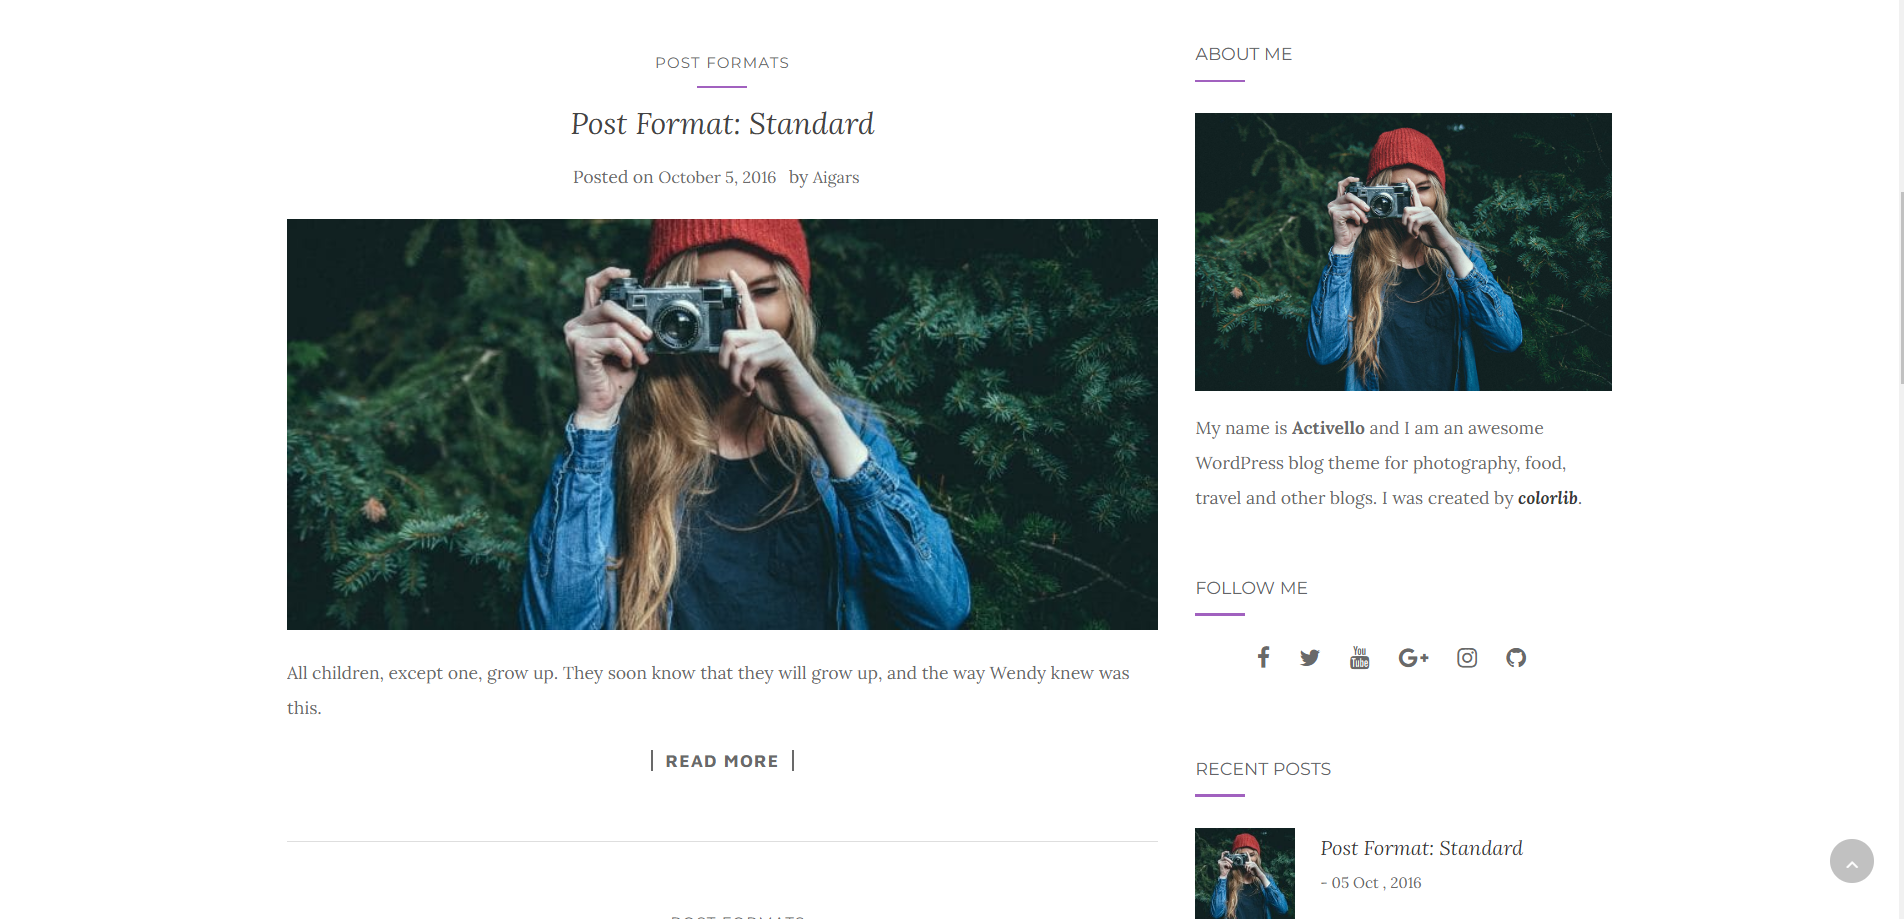 POST FORMATS
Post Format: Standard
Posted on October 5, 2016 by Aigars
All children, except one, grow up. They soon know that they will grow up, and the way Wendy knew was
this.
READ MORE
POST FORMATS
ABOUT ME
My name is Activello and I am an awesome
WordPress blog theme for photography, food,
travel and other blogs. I was created by colorlib.
FOLLOW ME
You
Tube
G+
RECENT POSTS
Post Format: Standard
- 05 Oct , 2016